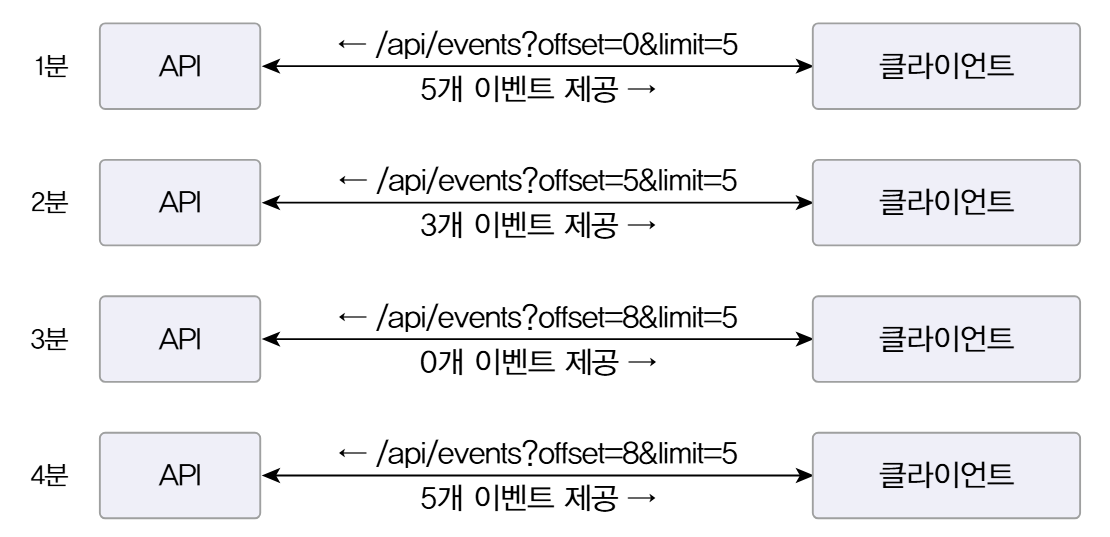 ← /api/events?offset=0&limit=5
1분 API 클라이언트
5개 이벤트 제공 →
← /api/events?offset=5&limit=5
2분 API 클라이언트
3개 이벤트 제공 →
← /api/events?offset=8&limit=5
3분 API 클라이언트
0개 이벤트 제공 →
← /api/events?offset=8&limit=5
4분 API 클라이언트
5개 이벤트 제공 →